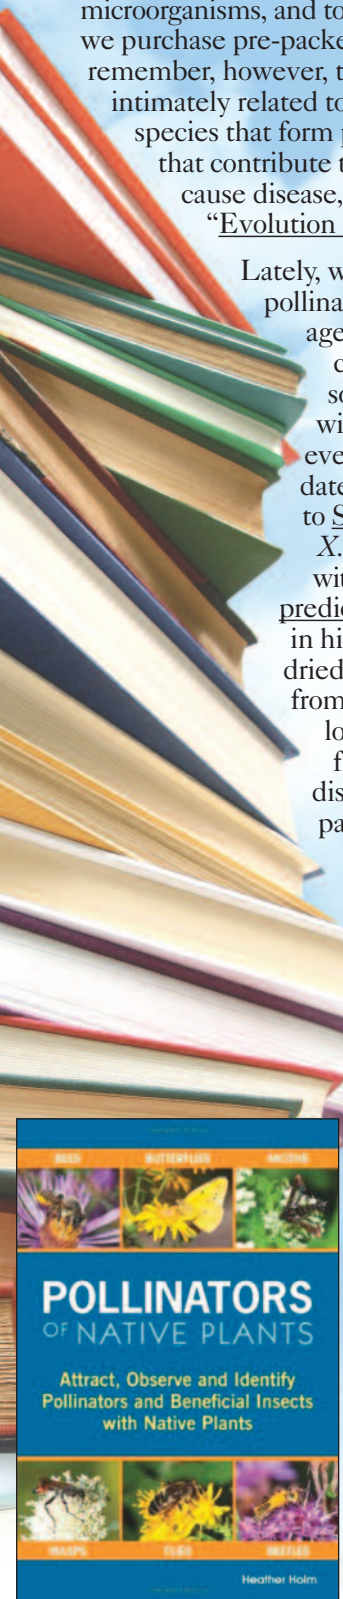 microorganisms, and to
we purchase pre-packe
remember, however, t
intimately related to
species that form p
that contribute t
cause disease,
“Evolution
Lately, w
pollina
age
c
so
wi
eve
date
to S
X.
wit
predic
in hi
dried
from
lo
f
dis
pa
BEES BUTTERFLIES MOTHS
POLLINATORS
OF NATIVE PLANTS
Attract, Observe and Identify
Pollinators and Beneficial Insects
with Native Plants
WASPS FLIES BEETLES
Heather Holm